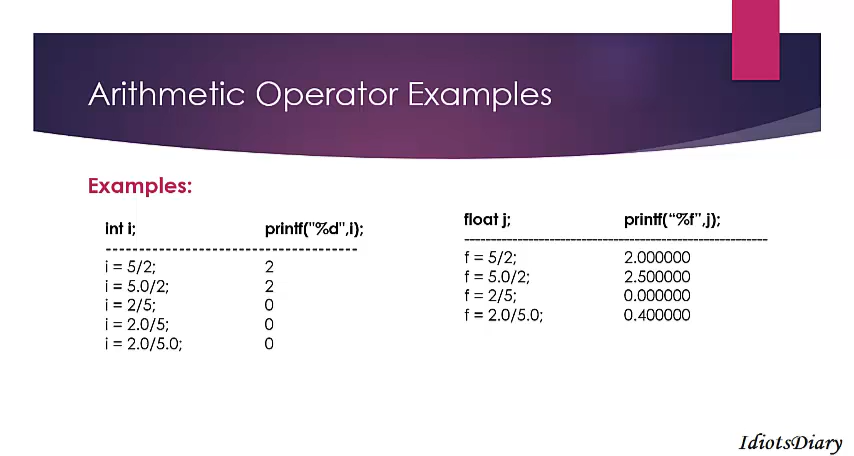 Arithmetic Operator Examples
Examples:
int i; printf("%d",i);
---------------------------------------
i = 5/2; 2
i = 5.0/2; 2
i = 2/5; 0
i = 2.0/5; 0
i = 2.0/5.0; 0
float j; printf(“%f”,j);
----------------------------------------------------------
f = 5/2; 2.000000
f = 5.0/2; 2.500000
f = 2/5; 0.000000
f = 2.0/5.0; 0.400000
IdiotsDiary